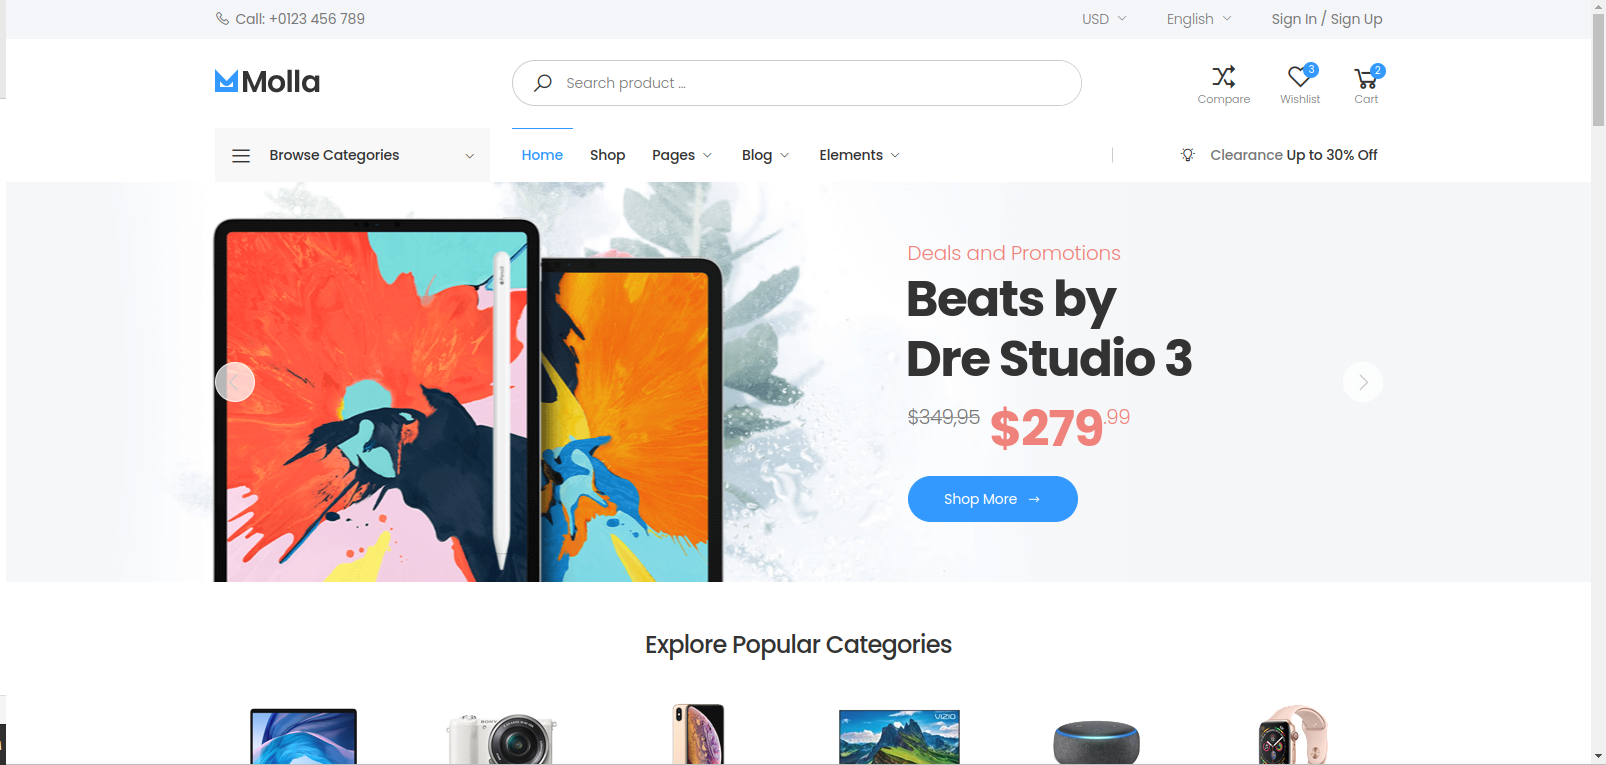 Call: +0123 456 789
USD
English
Sign In / Sign Up
Molla
Search product ...
Compare
3
Wishlist
2
Cart
Browse Categories
Home
Shop
Pages
Blog
Elements
Clearance Up to 30% Off
Deals and Promotions
Beats by
Dre Studio 3
$349,95 $279.99
Shop More →
Explore Popular Categories
SONY
VIZIO